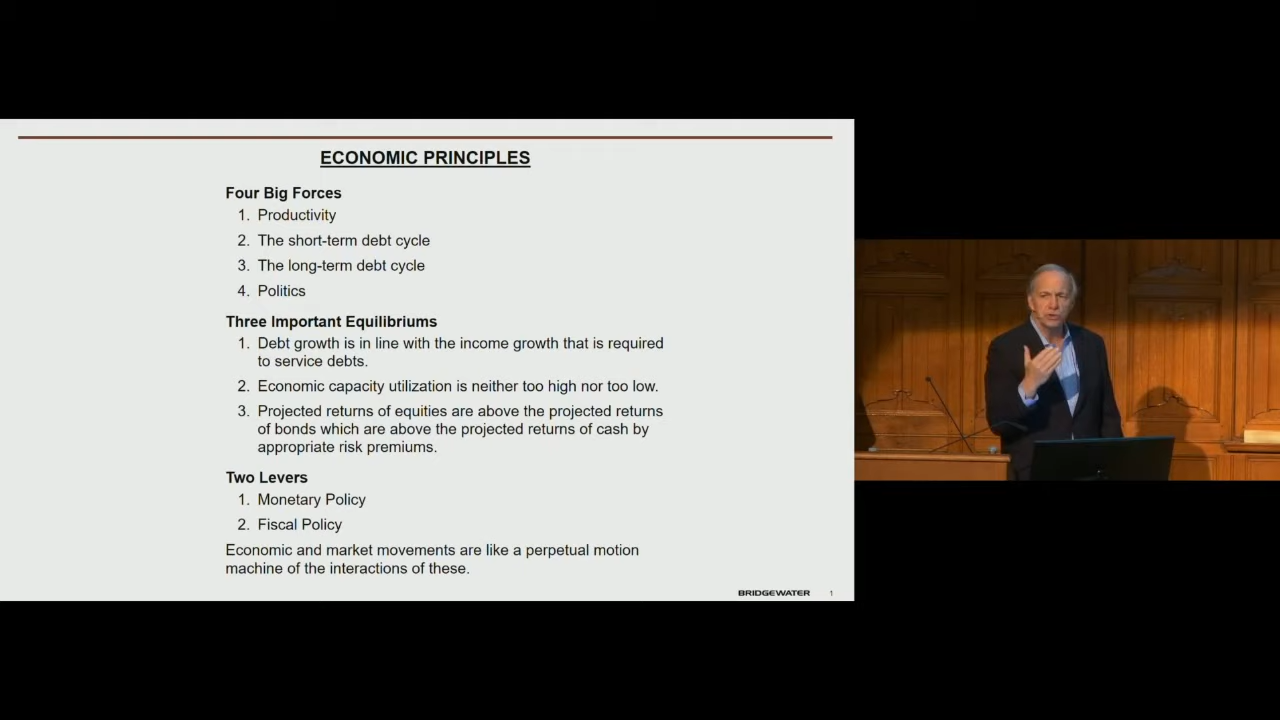 ECONOMIC PRINCIPLES
Four Big Forces
1. Productivity
2. The short-term debt cycle
3. The long-term debt cycle
4. Politics
Three Important Equilibriums
1. Debt growth is in line with the income growth that is required
to service debts.
2. Economic capacity utilization is neither too high nor too low.
3. Projected returns of equities are above the projected returns
of bonds which are above the projected returns of cash by
appropriate risk premiums.
Two Levers
1. Monetary Policy
2. Fiscal Policy
Economic and market movements are like a perpetual motion
machine of the interactions of these.
BRIDGEWATER 1